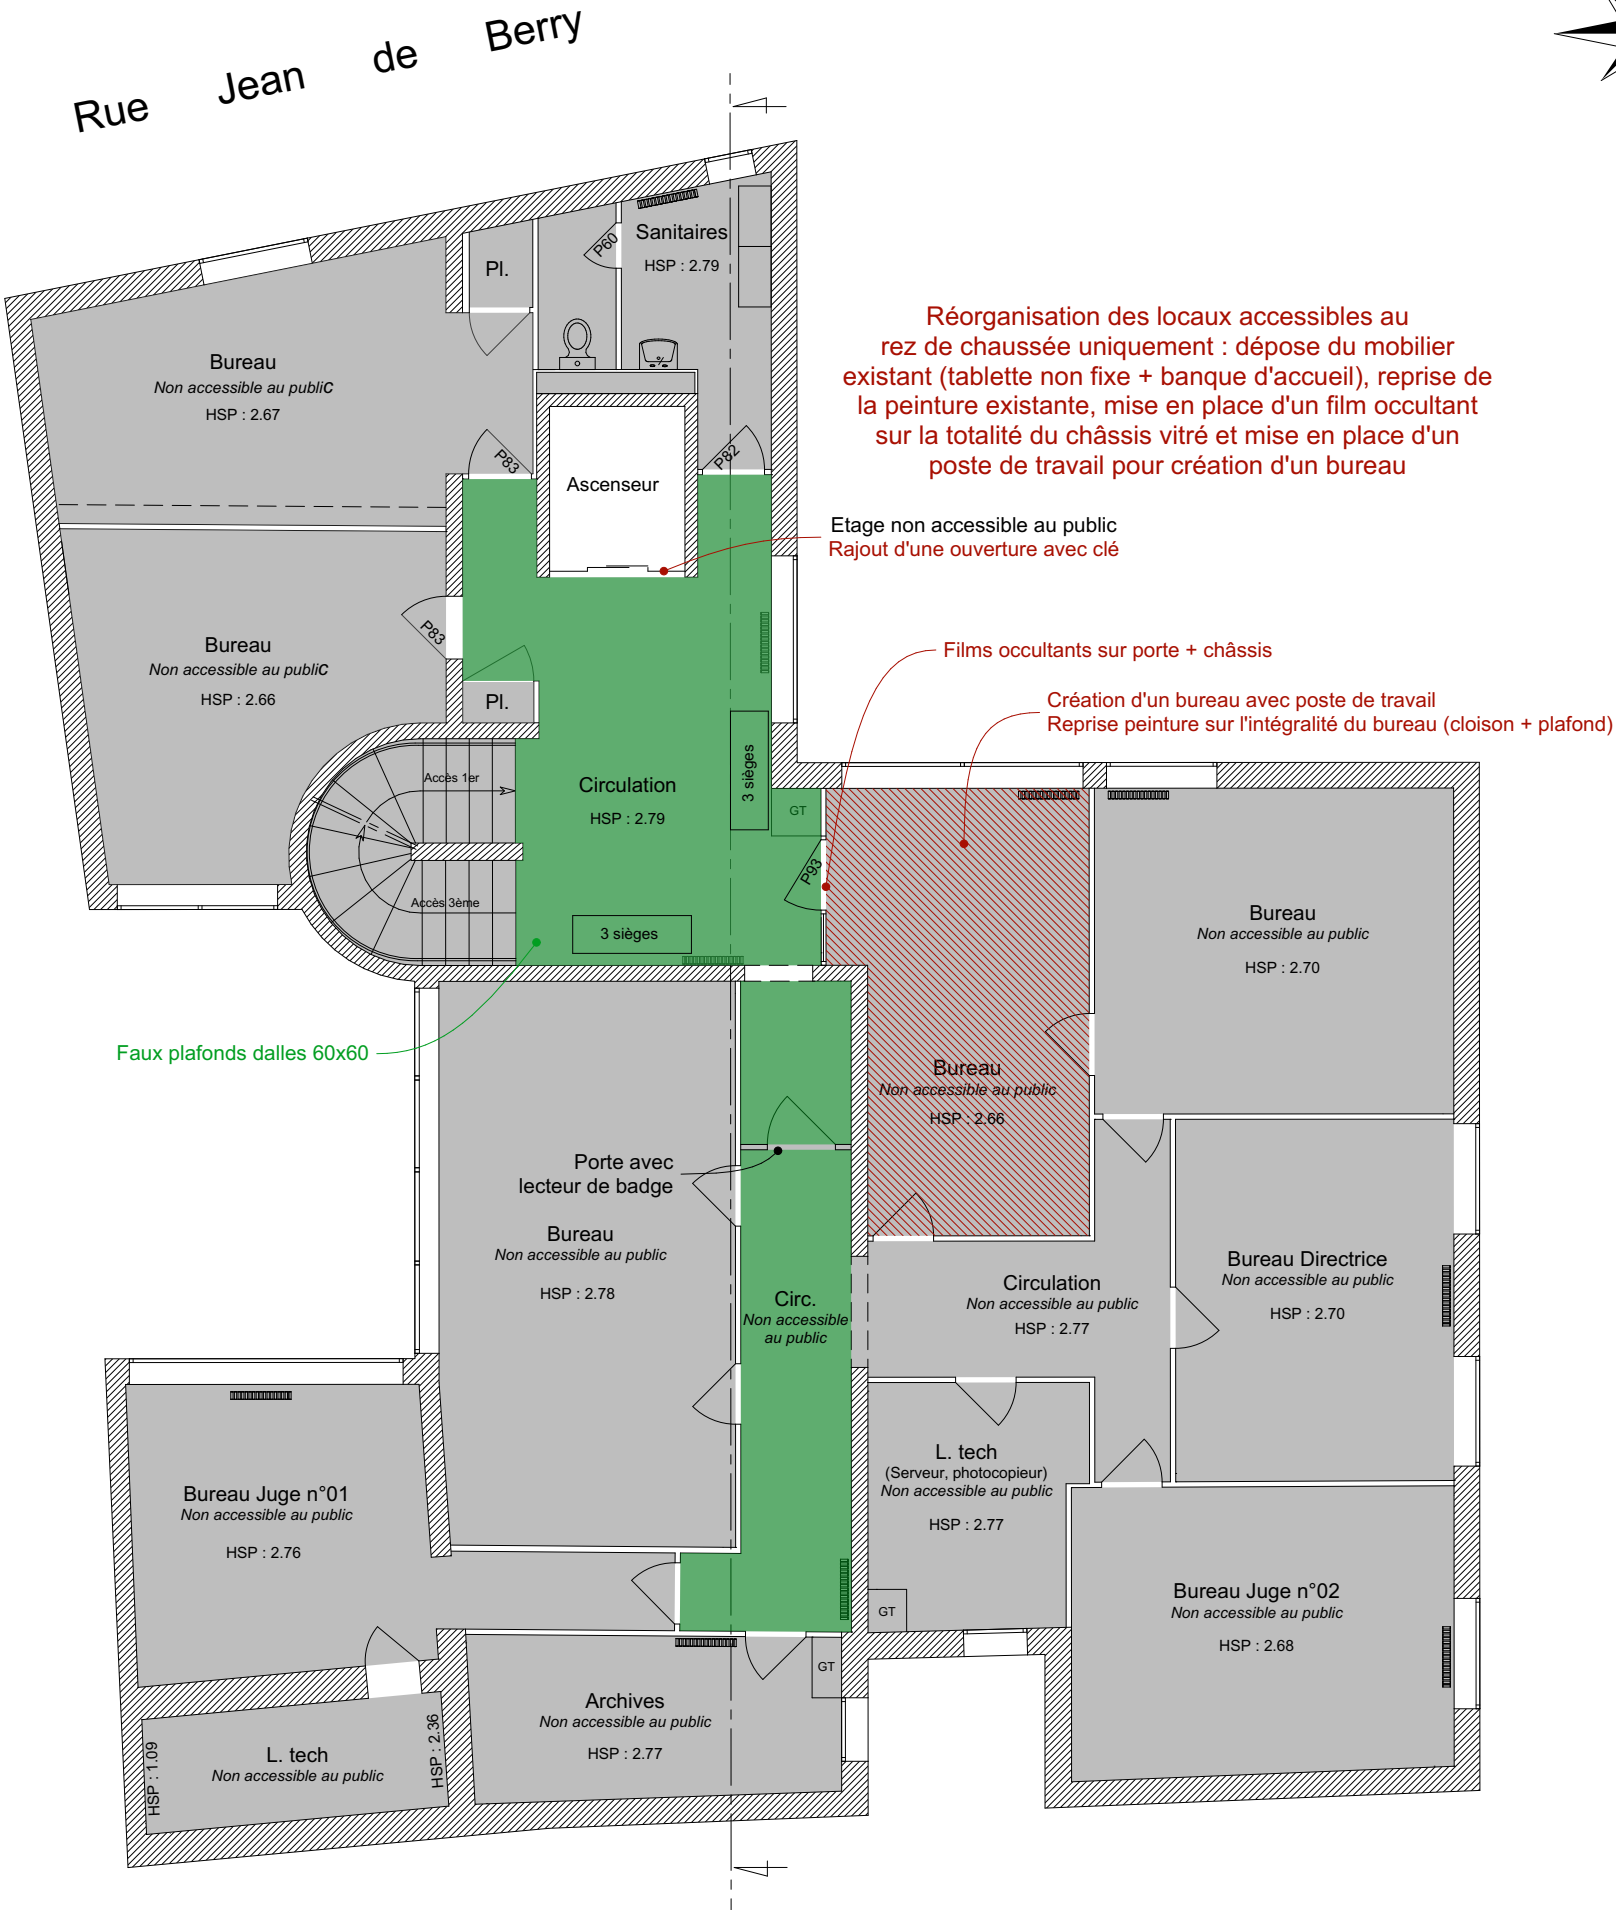 Rue Jean de Berry
Sanitaires
HSP : 2.79
P60
Pl.
Bureau
Non accessible au public
HSP : 2.67
P83
P82
Ascenseur
Réorganisation des locaux accessibles au
rez de chaussée uniquement : dépose du mobilier
existant (tablette non fixe + banque d'accueil), reprise de
la peinture existante, mise en place d'un film occultant
sur la totalité du châssis vitré et mise en place d'un
poste de travail pour création d'un bureau
Etage non accessible au public
Rajout d'une ouverture avec clé
Bureau
Non accessible au public
HSP : 2.66
P83
Pl.
Films occultants sur porte + châssis
Création d'un bureau avec poste de travail
Reprise peinture sur l'intégralité du bureau (cloison + plafond)
Accès 1er
Accès 3ème
Circulation
HSP : 2.79
3 sièges
GT
P93
3 sièges
Bureau
Non accessible au public
HSP : 2.70
Faux plafonds dalles 60x60
Bureau
Non accessible au public
HSP : 2.66
Porte avec
lecteur de badge
Bureau
Non accessible au public
HSP : 2.78
Circ.
Non accessible
au public
Circulation
Non accessible au public
HSP : 2.77
Bureau Directrice
Non accessible au public
HSP : 2.70
L. tech
(Serveur, photocopieur)
Non accessible au public
HSP : 2.77
GT
Bureau Juge n°01
Non accessible au public
HSP : 2.76
Bureau Juge n°02
Non accessible au public
HSP : 2.68
Archives
Non accessible au public
HSP : 2.77
GT
L. tech
Non accessible au public
HSP : 1.09
HSP : 2.36